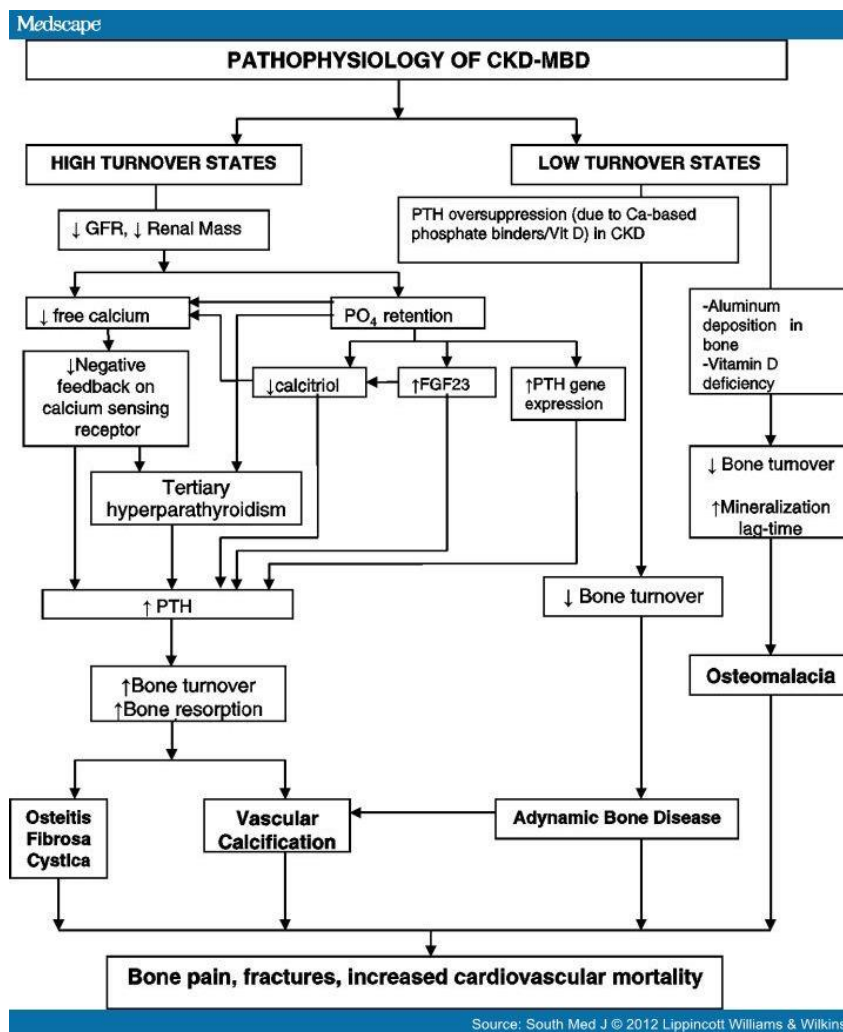 Medscape
PATHOPHYSIOLOGY OF CKD-MBD
HIGH TURNOVER STATES
LOW TURNOVER STATES
↓ GFR, ↓ Renal Mass
PTH oversuppression (due to Ca-based
phosphate binders/Vit D) in CKD
↓ free calcium
PO₄ retention
-Aluminum
deposition in
bone
-Vitamin D
deficiency
↓Negative
feedback on
calcium sensing
receptor
↓calcitriol
↑FGF23
↑PTH gene
expression
Tertiary
hyperparathyroidism
↓ Bone turnover
↑Mineralization
lag-time
↑ PTH
↓ Bone turnover
↑Bone turnover
↑Bone resorption
Osteomalacia
Osteitis
Fibrosa
Cystica
Vascular
Calcification
Adynamic Bone Disease
Bone pain, fractures, increased cardiovascular mortality
Source: South Med J © 2012 Lippincott Williams & Wilkins